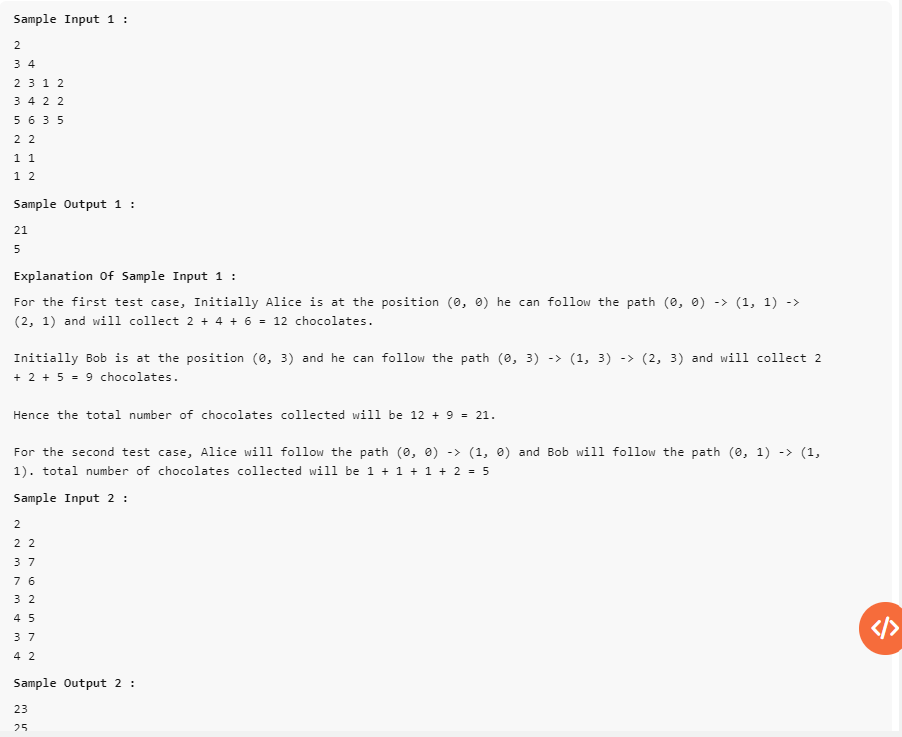 Sample Input 1 :
2
3 4
2 3 1 2
3 4 2 2
5 6 3 5
2 2
1 1
1 2
Sample Output 1 :
21
5
Explanation Of Sample Input 1 :
For the first test case, Initially Alice is at the position (0, 0) he can follow the path (0, 0) -> (1, 1) ->
(2, 1) and will collect 2 + 4 + 6 = 12 chocolates.
Initially Bob is at the position (0, 3) and he can follow the path (0, 3) -> (1, 3) -> (2, 3) and will collect 2
+ 2 + 5 = 9 chocolates.
Hence the total number of chocolates collected will be 12 + 9 = 21.
For the second test case, Alice will follow the path (0, 0) -> (1, 0) and Bob will follow the path (0, 1) -> (1,
1). total number of chocolates collected will be 1 + 1 + 1 + 2 = 5
Sample Input 2 :
2
2 2
3 7
7 6
3 2
4 5
3 7
4 2
Sample Output 2 :
23
25